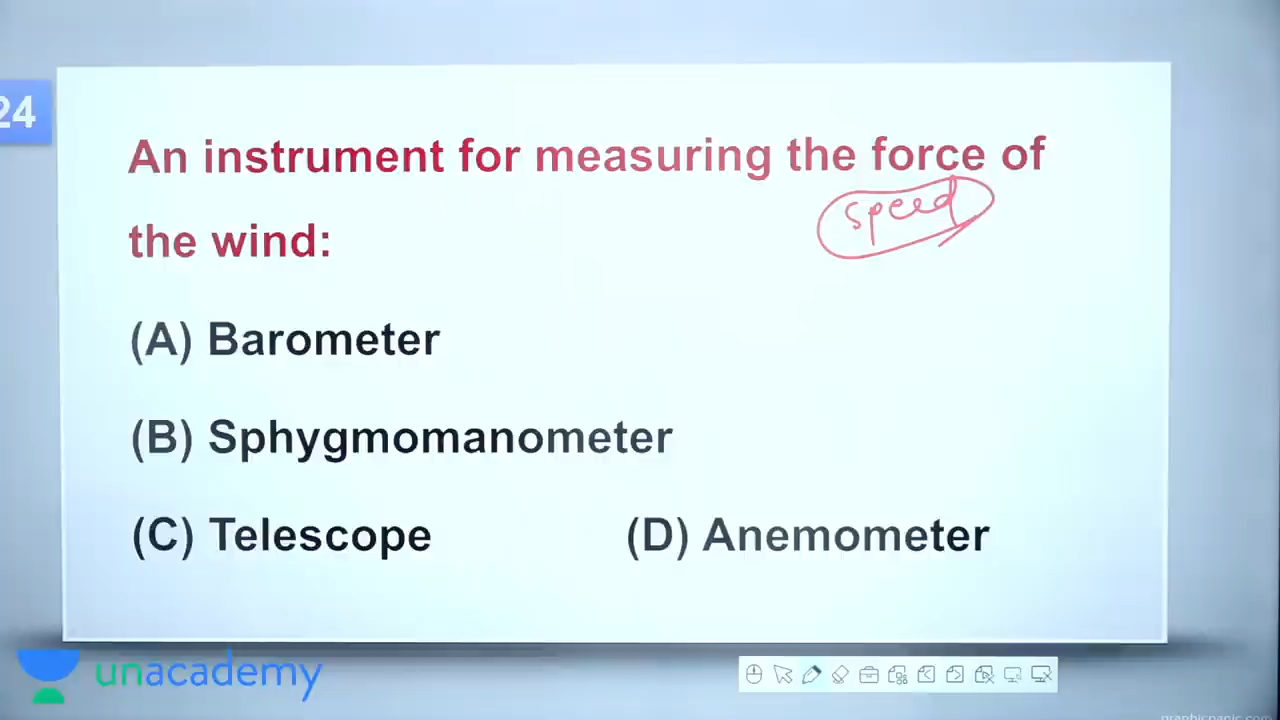 24
An instrument for measuring the force of
speed
the wind:
(A) Barometer
(B) Sphygmomanometer
(C) Telescope (D) Anemometer
unacademy